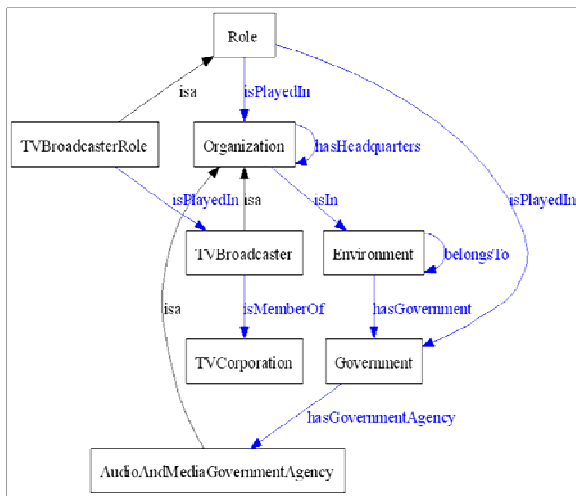 Role
isa
isPlayedIn
TVBroadcasterRole
Organization
hasHeadquarters
isPlayedIn
isa
isIn
isPlayedIn
TVBroadcaster
Environment
belongsTo
isa
isMemberOf
hasGovernment
TVCorporation
Government
hasGovernmentAgency
AudioAndMediaGovernmentAgency